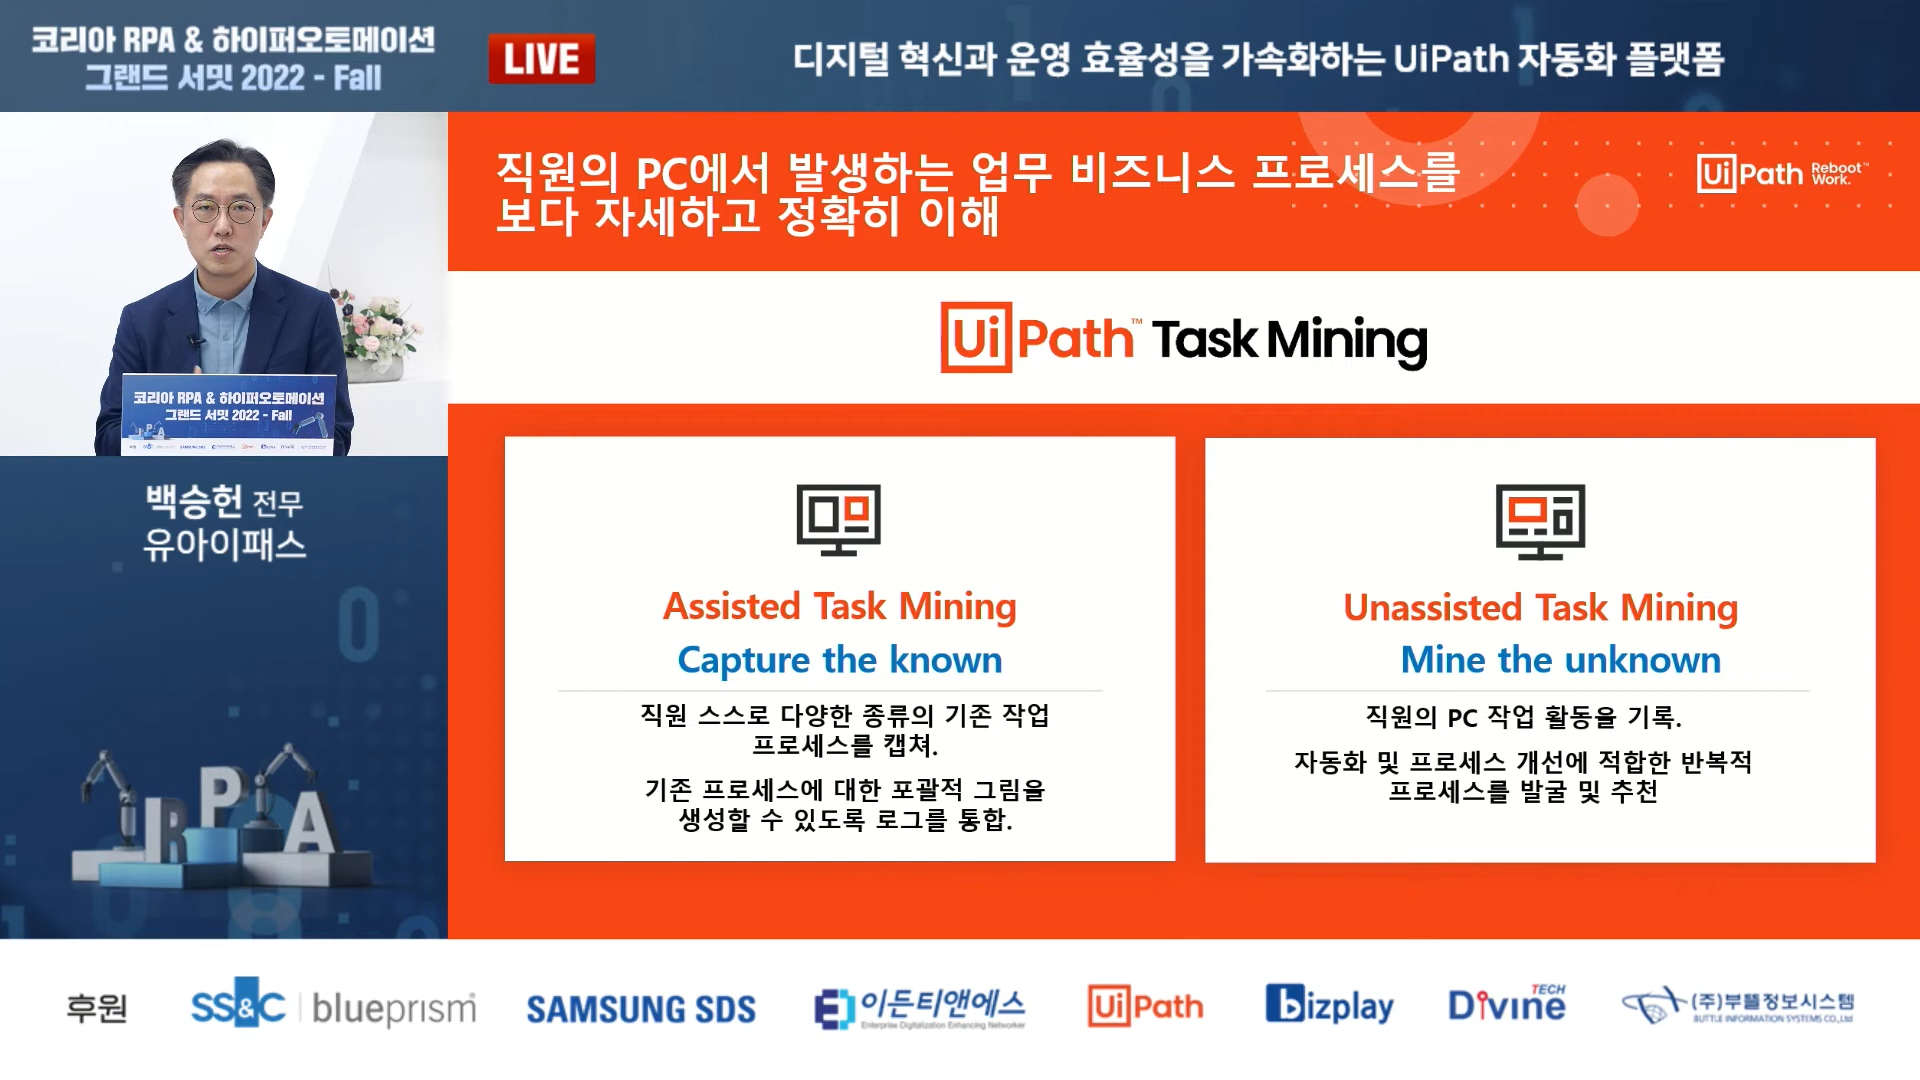 코리아 RPA & 하이퍼오토메이션
그랜드 서밋 2022 - Fall
LIVE
디지털 혁신과 운영 효율성을 가속화하는 UiPath 자동화 플랫폼
직원의 PC에서 발생하는 업무 비즈니스 프로세스를
보다 자세하고 정확히 이해
UiPath Reboot™
Work.
UiPath™ Task Mining
코리아 RPA & 하이퍼오토메이션
그랜드 서밋 2022 - Fall
백승헌 전무
유아이패스
RPA
Assisted Task Mining
Capture the known
직원 스스로 다양한 종류의 기존 작업
프로세스를 캡쳐.
기존 프로세스에 대한 포괄적 그림을
생성할 수 있도록 로그를 통합.
Unassisted Task Mining
Mine the unknown
직원의 PC 작업 활동을 기록.
자동화 및 프로세스 개선에 적합한 반복적
프로세스를 발굴 및 추천
후원
SS&C | blueprism
SAMSUNG SDS
이든티앤에스
Enterprise Digitalization Enhancing Networker
UiPath
bizplay
Divine TECH
(주)부뜰정보시스템
BUTTLE INFORMATION SYSTEMS CO.,Ltd